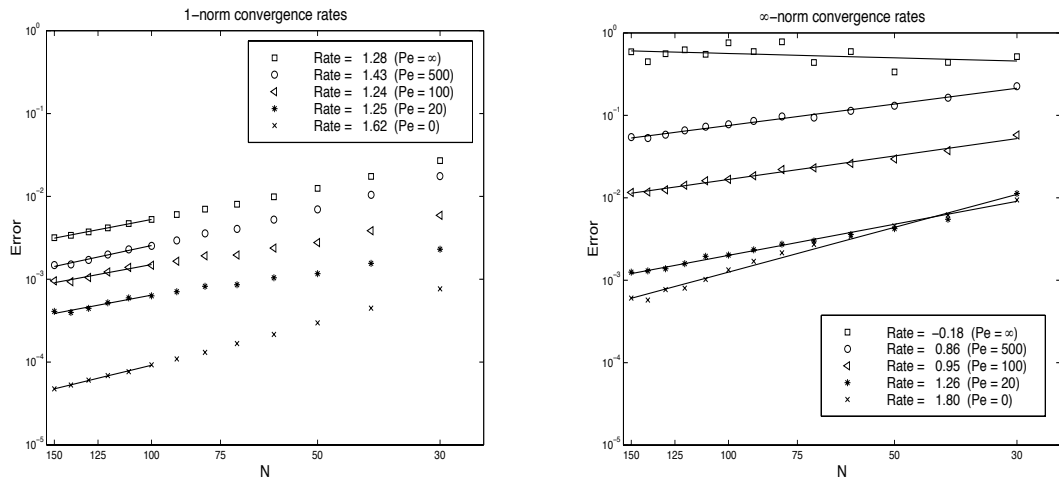 1−norm convergence rates
10^0
10^−1
10^−2
10^−3
10^−4
10^−5
Error
Rate = 1.28 (Pe = ∞)
Rate = 1.43 (Pe = 500)
Rate = 1.24 (Pe = 100)
Rate = 1.25 (Pe = 20)
Rate = 1.62 (Pe = 0)
150 125 100 75 50 30
N
∞−norm convergence rates
10^0
10^−1
10^−2
10^−3
10^−4
10^−5
Error
Rate = −0.18 (Pe = ∞)
Rate = 0.86 (Pe = 500)
Rate = 0.95 (Pe = 100)
Rate = 1.26 (Pe = 20)
Rate = 1.80 (Pe = 0)
150 125 100 75 50 30
N